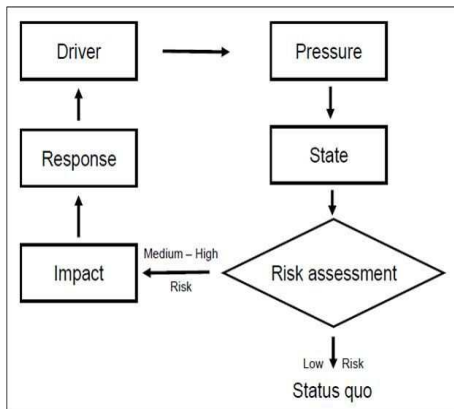 Driver
Pressure
Response
State
Medium – High
Risk
Impact
Risk assessment
Low Risk
Status quo